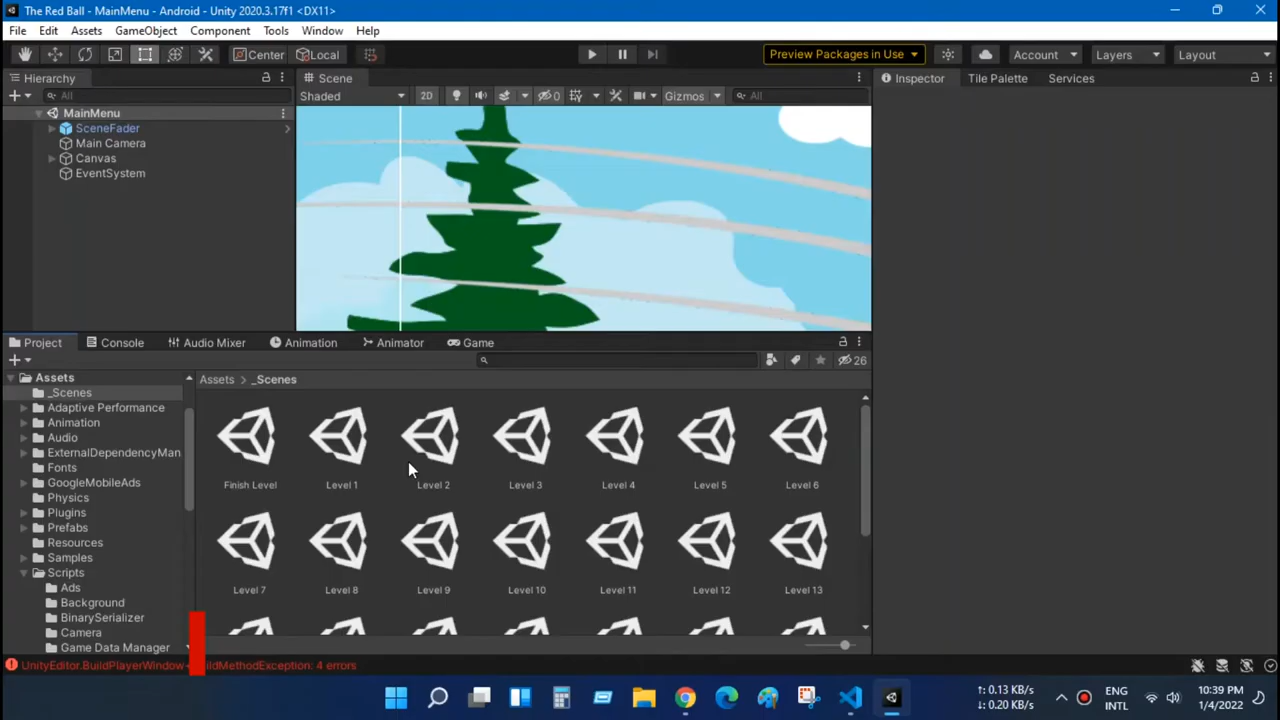 The Red Ball - MainMenu - Android - Unity 2020.3.17f1 <DX11>
File Edit Assets GameObject Component Tools Window Help
Center Local Preview Packages in Use Account Layers Layout
Hierarchy Scene Inspector Tile Palette Services
All Shaded 2D 0 Gizmos All
MainMenu
SceneFader
Main Camera
Canvas
EventSystem
Project Console Audio Mixer Animation Animator Game
26
Assets
_Scenes
Adaptive Performance
Animation
Audio
ExternalDependencyMan
Fonts
GoogleMobileAds
Physics
Plugins
Prefabs
Resources
Samples
Scripts
Ads
Background
BinarySerializer
Camera
Game Data Manager
Assets > _Scenes
Finish Level Level 1 Level 2 Level 3 Level 4 Level 5 Level 6
Level 7 Level 8 Level 9 Level 10 Level 11 Level 12 Level 13
UnityEditor.BuildPlayerWindow ildMethodException: 4 errors
↑: 0.13 KB/s
↓: 0.20 KB/s
ENG
INTL
10:39 PM
1/4/2022